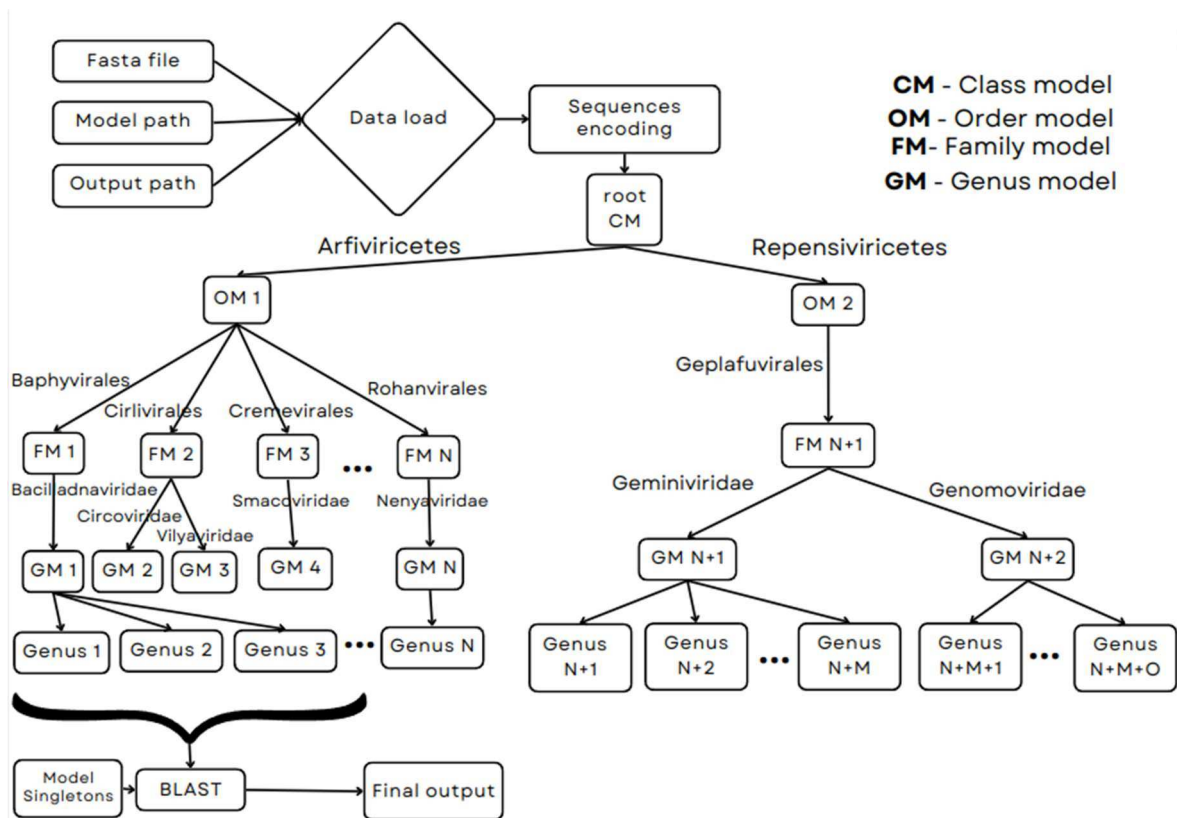 Fasta file
Model path
Output path
Data load
Sequences
encoding
root
CM
CM - Class model
OM - Order model
FM- Family model
GM - Genus model
Arfiviricetes
Repensiviricetes
OM 1
OM 2
Baphyvirales
Cirlivirales
Cremevirales
Rohanvirales
Geplafuvirales
FM 1
FM 2
FM 3
•••
FM N
FM N+1
Bacilladnaviridae
Circoviridae
Vilyaviridae
Smacoviridae
Nenyaviridae
Geminiviridae
Genomoviridae
GM 1
GM 2
GM 3
GM 4
GM N
GM N+1
GM N+2
Genus 1
Genus 2
Genus 3
•••
Genus N
Genus
N+1
Genus
N+2
•••
Genus
N+M
Genus
N+M+1
•••
Genus
N+M+O
Model
Singletons
BLAST
Final output